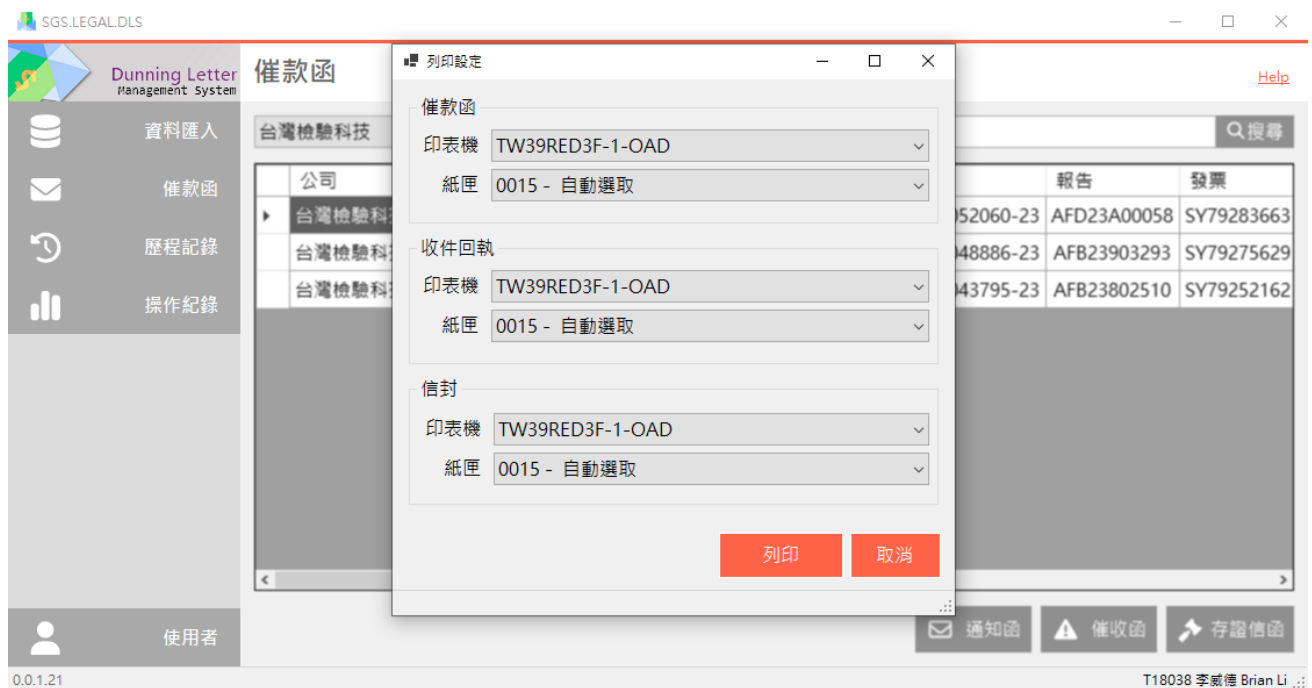 SGS.LEGAL.DLS
Dunning Letter
Management System
催款函
Help
資料匯入
催款函
歷程記錄
操作紀錄
使用者
台灣檢驗科技
搜尋
公司 報告 發票
台灣檢驗科 052060-23 AFD23A00058 SY79283663
台灣檢驗科 048886-23 AFB23903293 SY79275629
台灣檢驗科 043795-23 AFB23802510 SY79252162
列印設定
催款函
印表機 TW39RED3F-1-OAD
紙匣 0015 - 自動選取
收件回執
印表機 TW39RED3F-1-OAD
紙匣 0015 - 自動選取
信封
印表機 TW39RED3F-1-OAD
紙匣 0015 - 自動選取
列印 取消
通知函 催收函 存證信函
0.0.1.21 T18038 李威德 Brian Li